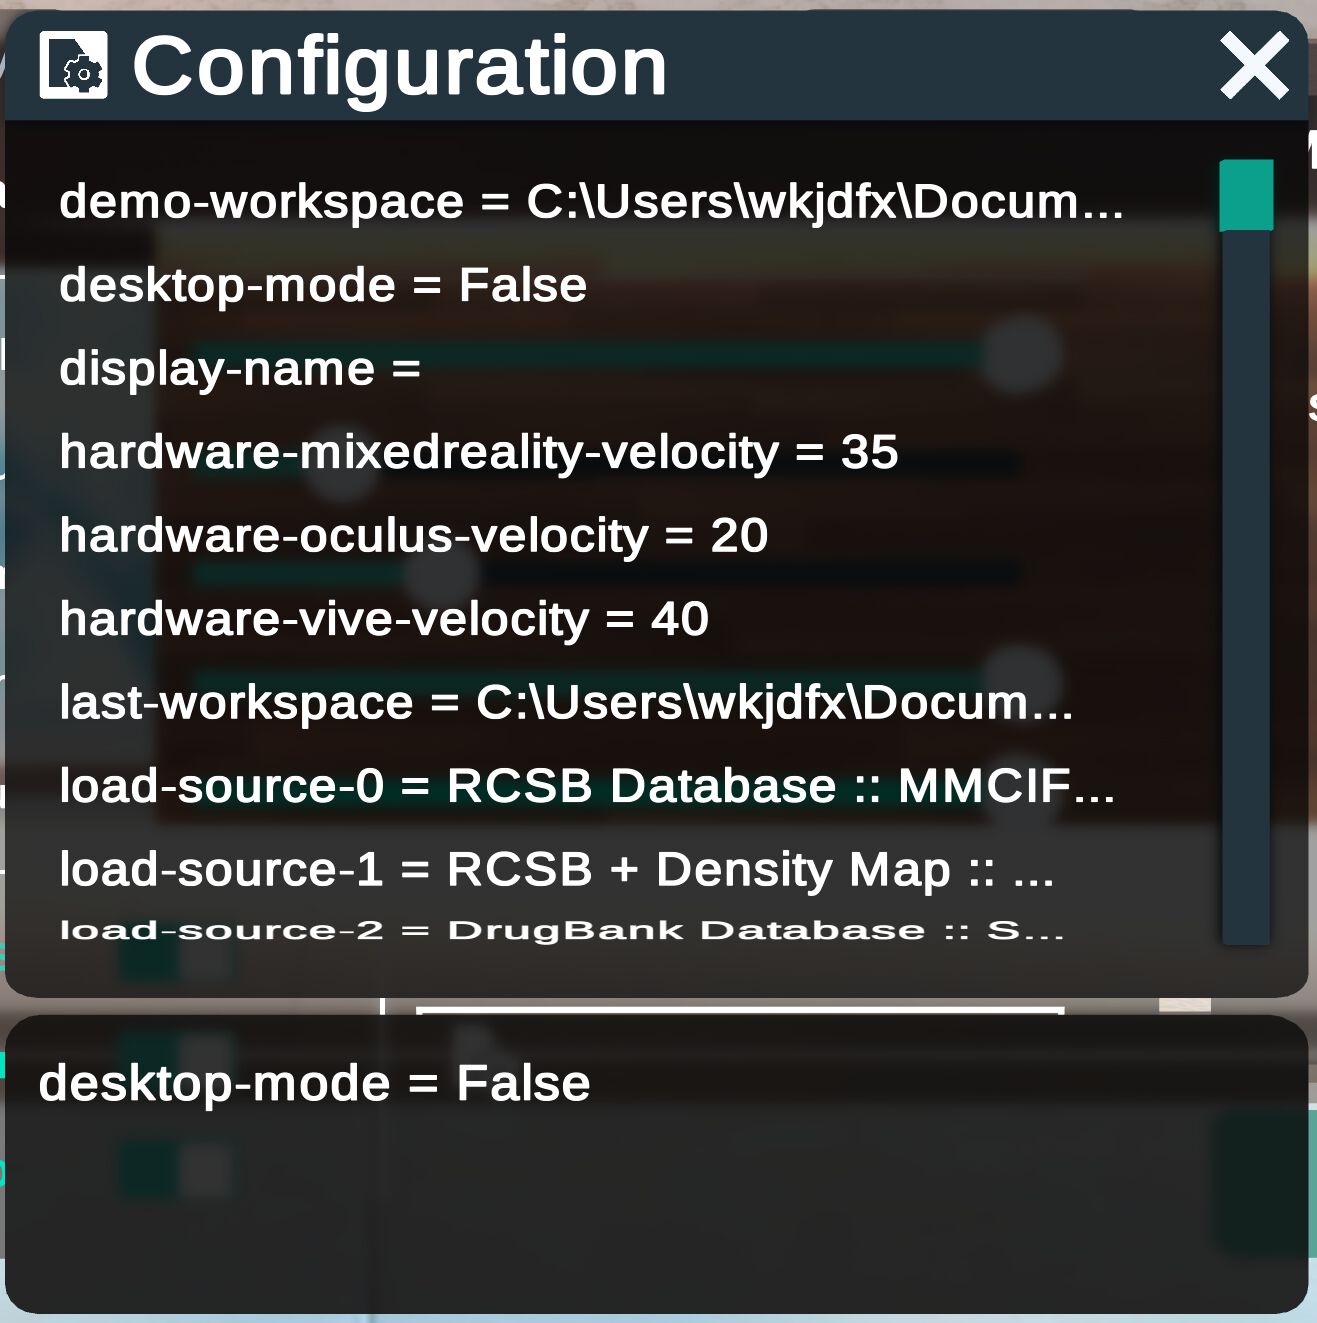 Configuration
demo-workspace = C:\Users\wkjdfx\Docum...
desktop-mode = False
display-name =
hardware-mixedreality-velocity = 35
hardware-oculus-velocity = 20
hardware-vive-velocity = 40
last-workspace = C:\Users\wkjdfx\Docum...
load-source-0 = RCSB Database :: MMCIF...
load-source-1 = RCSB + Density Map :: ...
load-source-2 = DrugBank Database :: S...
desktop-mode = False